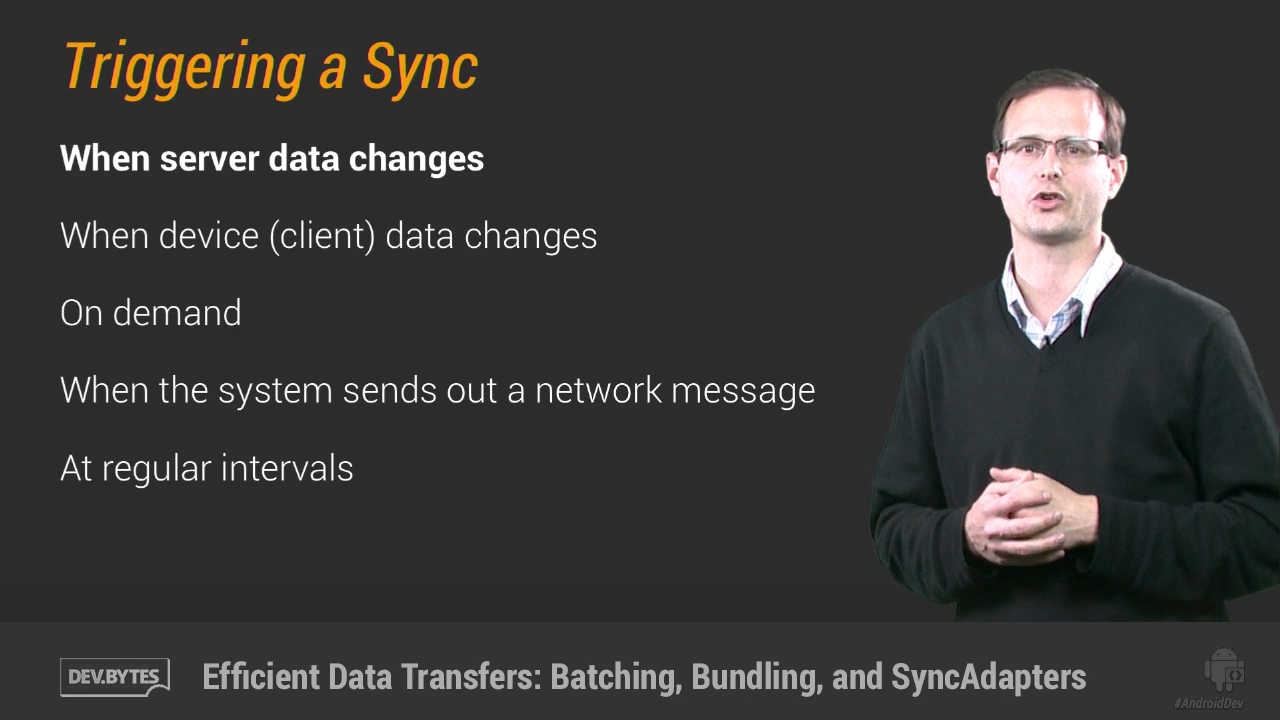 Triggering a Sync
When server data changes
When device (client) data changes
On demand
When the system sends out a network message
At regular intervals
DEV.BYTES
Efficient Data Transfers: Batching, Bundling, and SyncAdapters
#AndroidDev